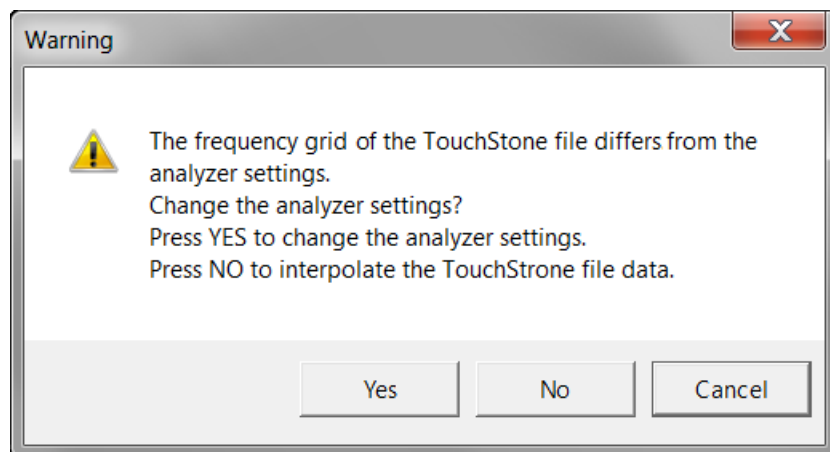 Warning
The frequency grid of the TouchStone file differs from the
analyzer settings.
Change the analyzer settings?
Press YES to change the analyzer settings.
Press NO to interpolate the TouchStrone file data.
Yes No Cancel